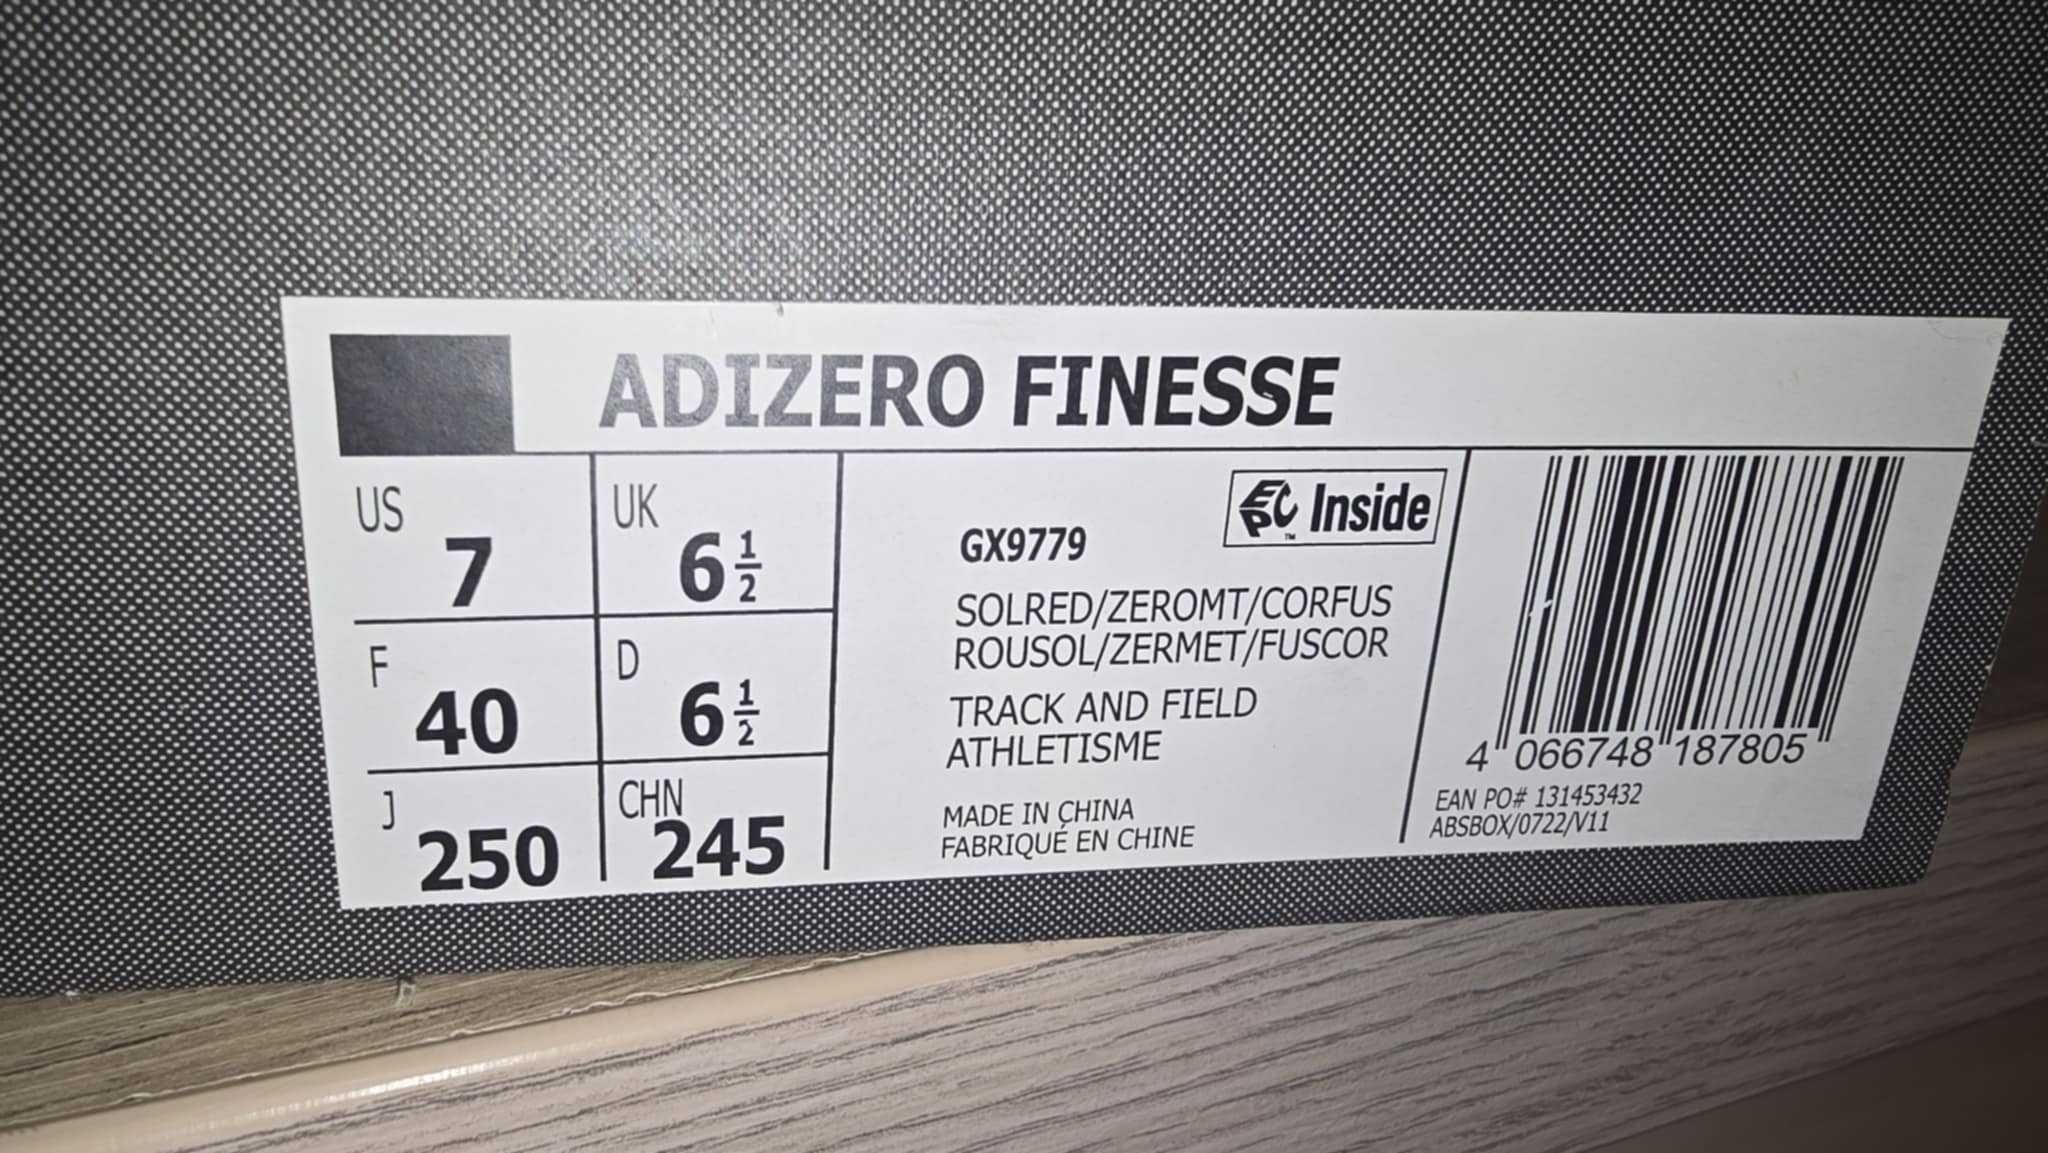 ADIZERO FINESSE
US
7
UK
6 1/2
F
40
D
6 1/2
J
250
CHN
245
EPC Inside
™
GX9779
SOLRED/ZEROMT/CORFUS
ROUSOL/ZERMET/FUSCOR
TRACK AND FIELD
ATHLETISME
MADE IN CHINA
FABRIQUÉ EN CHINE
4 066748 187805
EAN PO# 131453432
ABSBOX/0722/V11